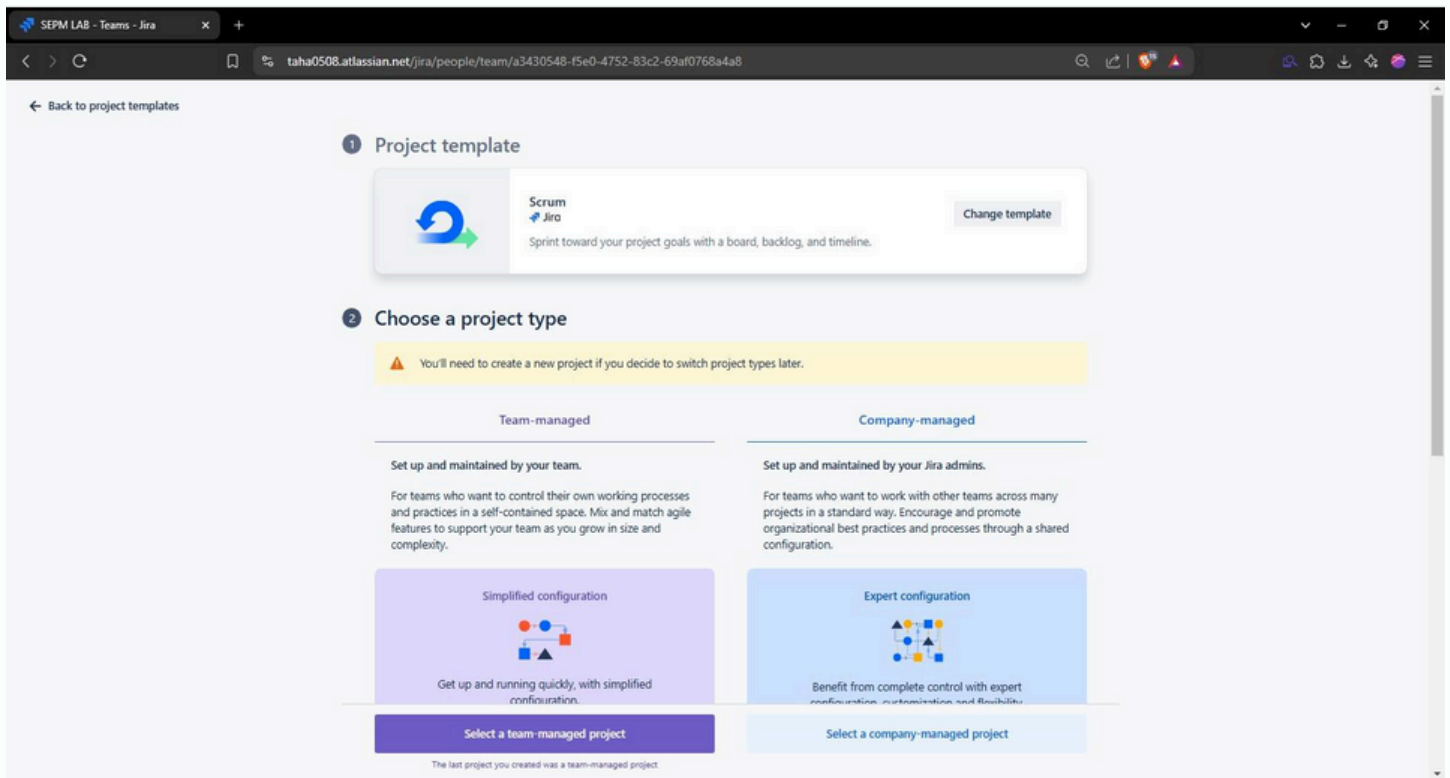 SEPM LAB - Teams - Jira
taha0508.atlassian.net/jira/people/team/a3430548-f5e0-4752-83c2-69af0768a4a8
Back to project templates
1 Project template
Scrum
Jira
Sprint toward your project goals with a board, backlog, and timeline.
Change template
2 Choose a project type
You'll need to create a new project if you decide to switch project types later.
Team-managed
Set up and maintained by your team.
For teams who want to control their own working processes
and practices in a self-contained space. Mix and match agile
features to support your team as you grow in size and
complexity.
Simplified configuration
Get up and running quickly, with simplified
configuration.
Select a team-managed project
The last project you created was a team-managed project
Company-managed
Set up and maintained by your Jira admins.
For teams who want to work with other teams across many
projects in a standard way. Encourage and promote
organizational best practices and processes through a shared
configuration.
Expert configuration
Benefit from complete control with expert
configuration, customization and flexibility
Select a company-managed project